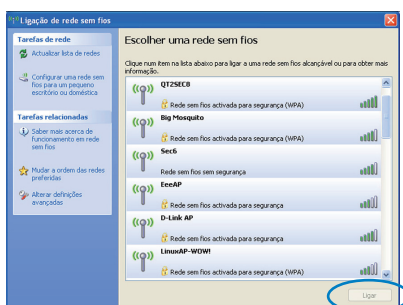 Ligação de rede sem fios
Tarefas de rede
Actualizar lista de redes
Configurar uma rede sem
fios para um pequeno
escritório ou doméstica
Tarefas relacionadas
Saber mais acerca de
funcionamento em rede
sem fios
Mudar a ordem das redes
preferidas
Alterar definições
avançadas
Escolher uma rede sem fios
Clique num item na lista abaixo para ligar a uma rede sem fios alcançável ou para obter mais
informação.
QT2SEC8
Rede sem fios activada para segurança (WPA)
Big Mosquito
Rede sem fios activada para segurança (WPA)
Sec6
Rede sem fios sem segurança
EeeAP
Rede sem fios activada para segurança
D-Link AP
Rede sem fios activada para segurança
LinuxAP-WOW!
Rede sem fios activada para segurança (WPA)
Ligar